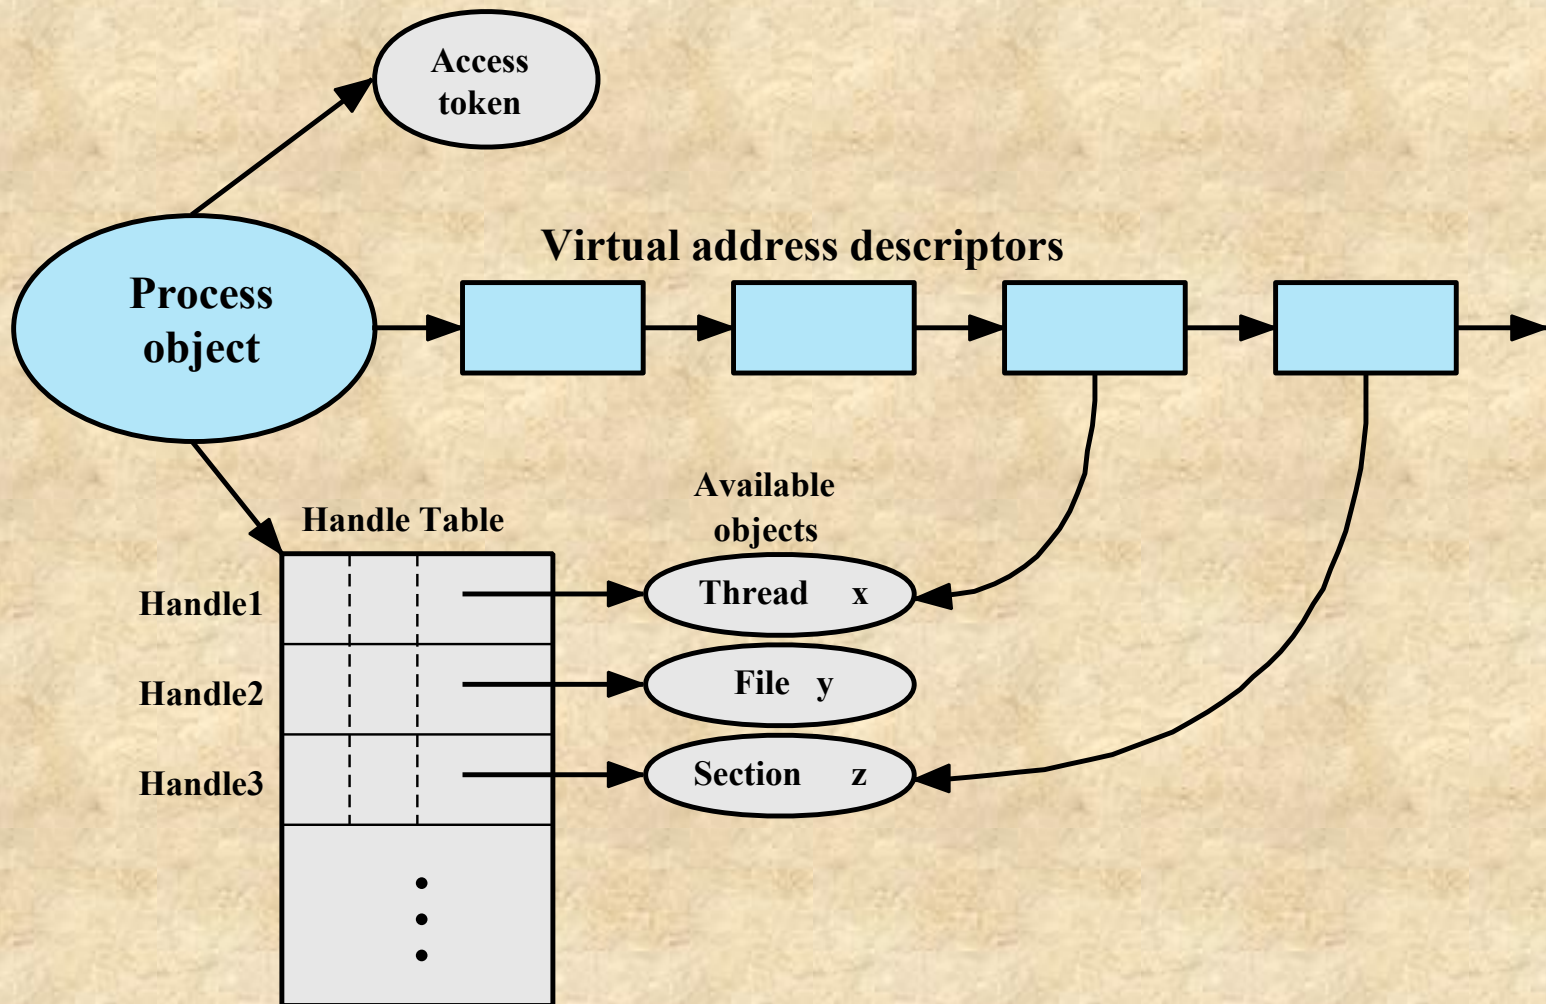 Access
token
Virtual address descriptors
Process
object
Available
objects
Handle Table
Handle1
Thread x
Handle2
File y
Handle3
Section z